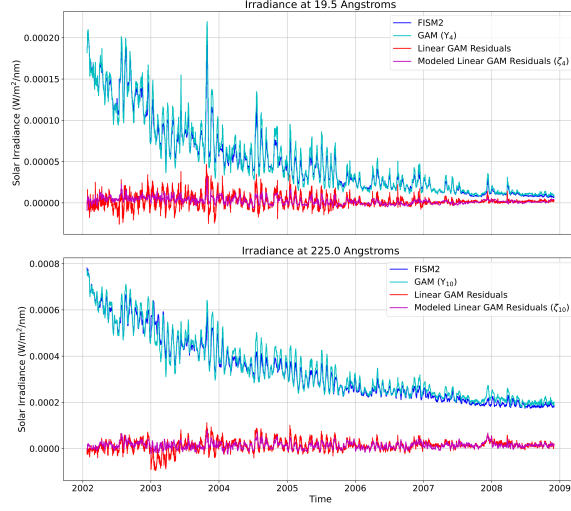 Irradiance at 19.5 Angstroms
FISM2
GAM (Υ₄)
Linear GAM Residuals
Modeled Linear GAM Residuals (ζ₄)
0.00020
0.00015
0.00010
0.00005
0.00000
Solar Irradiance (W/m²/nm)
Irradiance at 225.0 Angstroms
FISM2
GAM (Υ₁₀)
Linear GAM Residuals
Modeled Linear GAM Residuals (ζ₁₀)
0.0008
0.0006
0.0004
0.0002
0.0000
Solar Irradiance (W/m²/nm)
2002 2003 2004 2005 2006 2007 2008 2009
Time